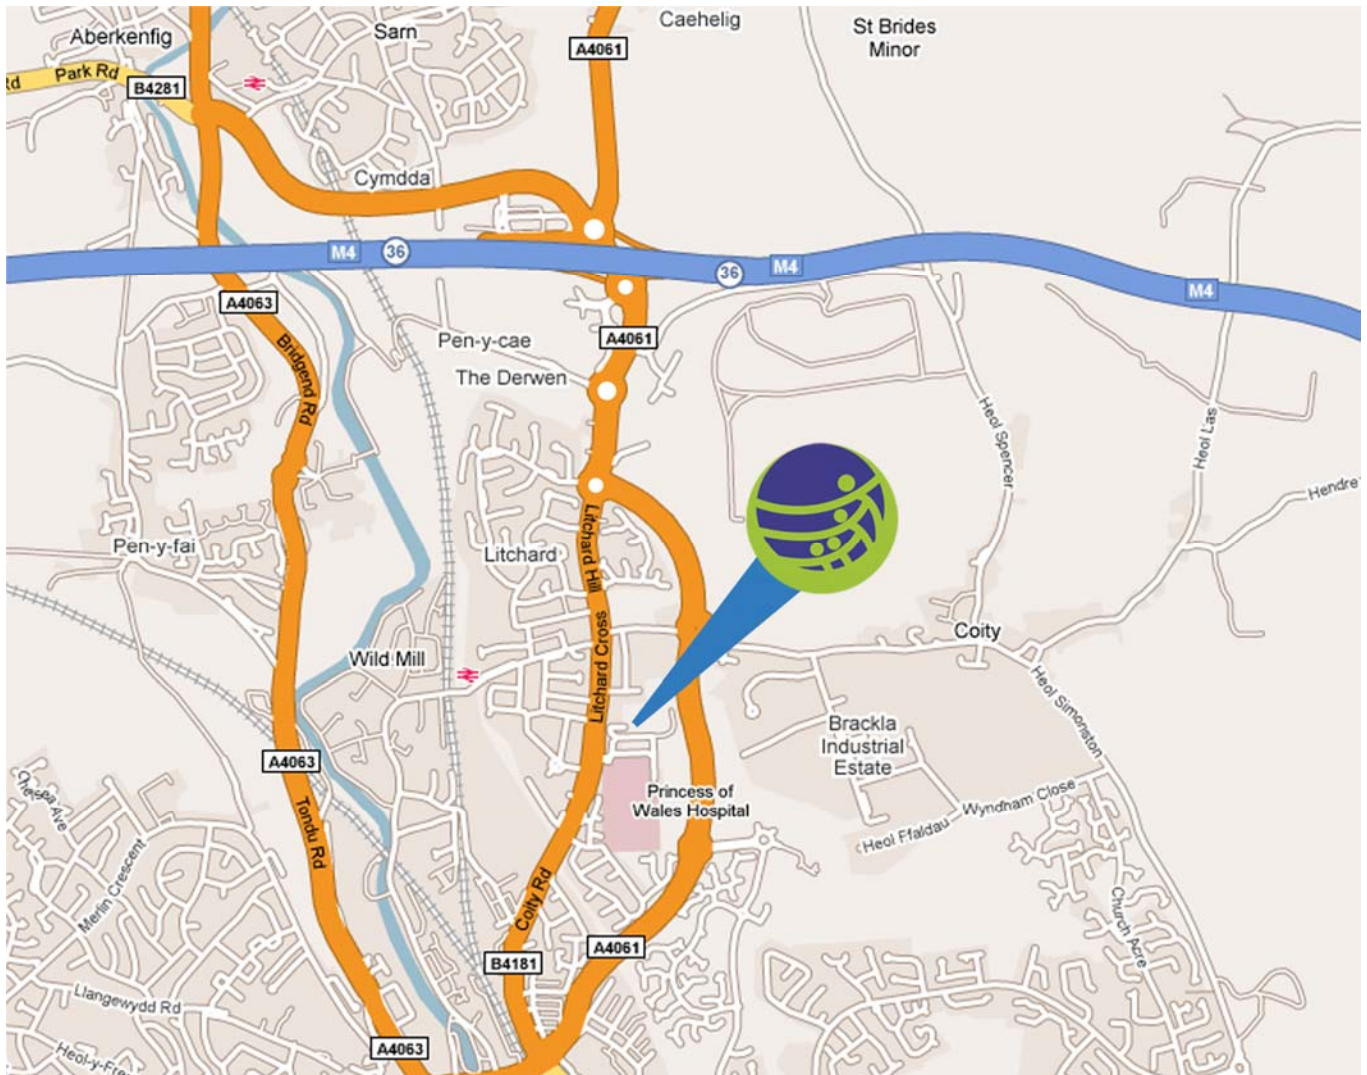 Caehelig
St Brides
Minor
Aberkenfig
Sarn
A4061
Rd
Park Rd
B4281
Cymdda
M4
36
36
M4
M4
A4063
A4061
Pen-y-cae
The Derwen
Bridgend Rd
Heol Spencer
Heol Las
Hendre
Litchard Hill
Pen-y-fai
Litchard
Litchard Cross
Coity
Wild Mill
Heol Simonston
Brackla
Industrial
Estate
A4063
Princess of
Wales Hospital
Wyndham Close
Heol Ffaldau
Tondu Rd
Merlin Crescent
Coity Rd
Church Acre
A4061
B4181
Llangewydd Rd
A4063